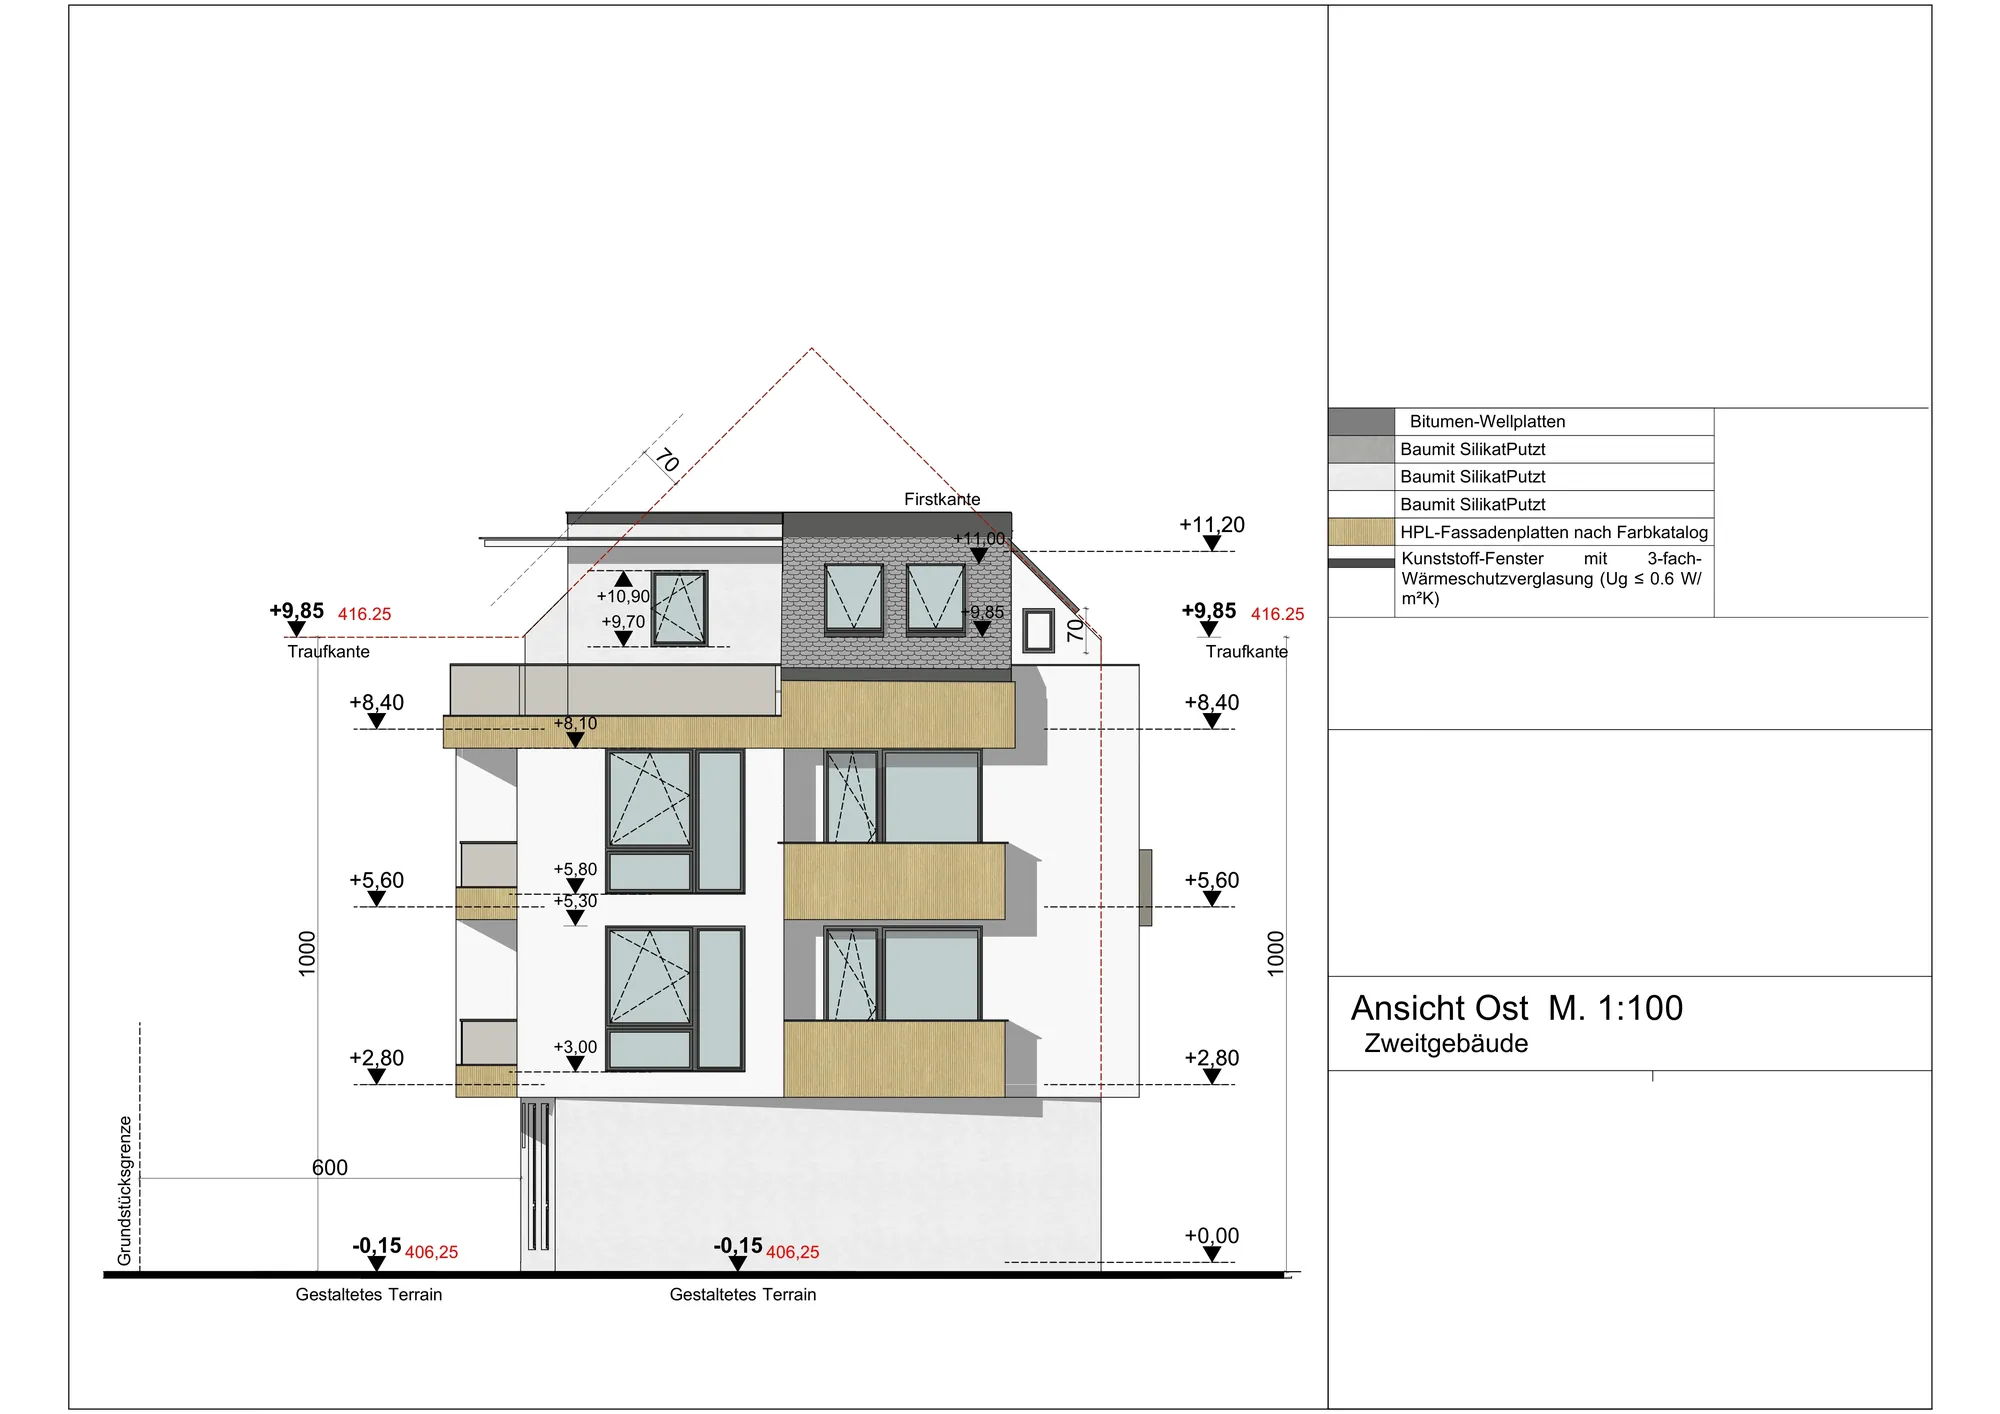 70
Firstkante
+11,20
+11,00
+10,90
+9,70
+9,85
+9,85 416.25
Traufkante
+9,85 416.25
70
Traufkante
+8,40
+8,10
+8,40
+5,60
+5,80
+5,30
+5,60
1000
1000
+2,80
+3,00
+2,80
Grundstücksgrenze
600
-0,15 406,25
-0,15 406,25
+0,00
Gestaltetes Terrain
Gestaltetes Terrain
Bitumen-Wellplatten
Baumit SilikatPutzt
Baumit SilikatPutzt
Baumit SilikatPutzt
HPL-Fassadenplatten nach Farbkatalog
Kunststoff-Fenster mit 3-fach-
Wärmeschutzverglasung (Ug ≤ 0.6 W/
m²K)
Ansicht Ost M. 1:100
Zweitgebäude